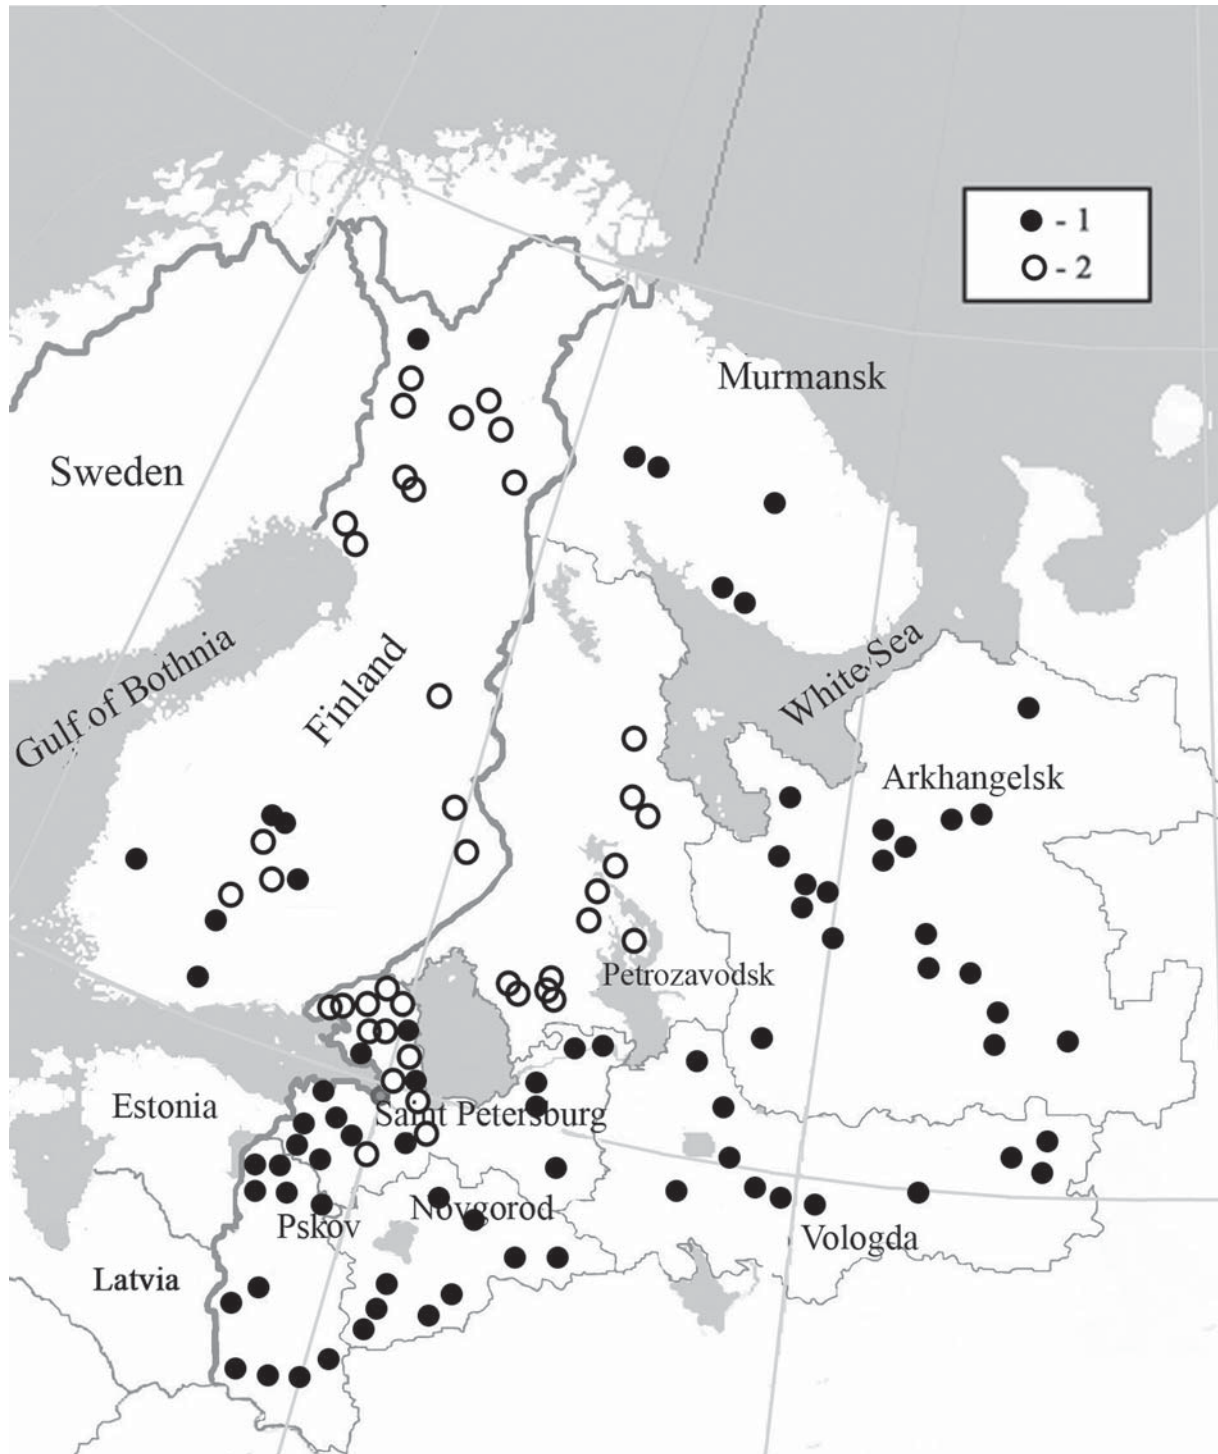 - 1
- 2
Murmansk
Sweden
White Sea
Gulf of Bothnia
Finland
Arkhangelsk
Petrozavodsk
Estonia
Saint Petersburg
Novgorod
Pskov
Vologda
Latvia